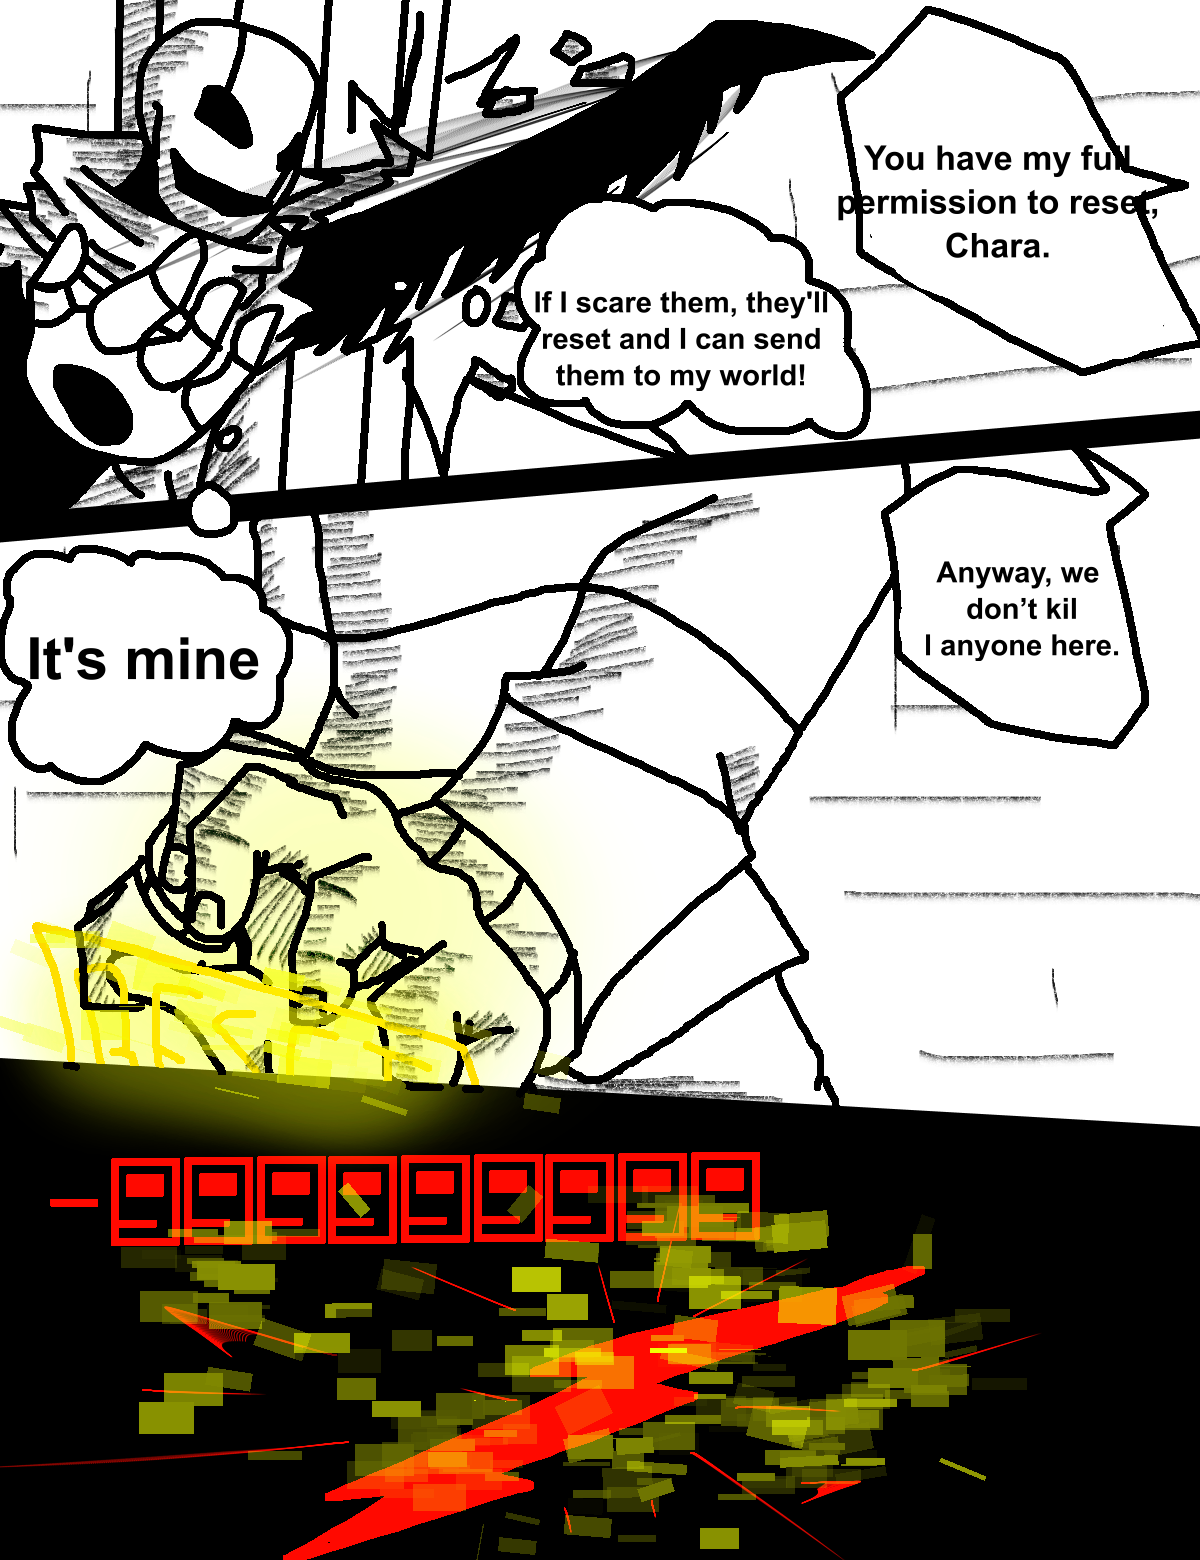 You have my full
permission to reset,
Chara.
If I scare them, they'll
reset and I can send
them to my world!
Anyway, we
don’t kil
l anyone here.
It's mine